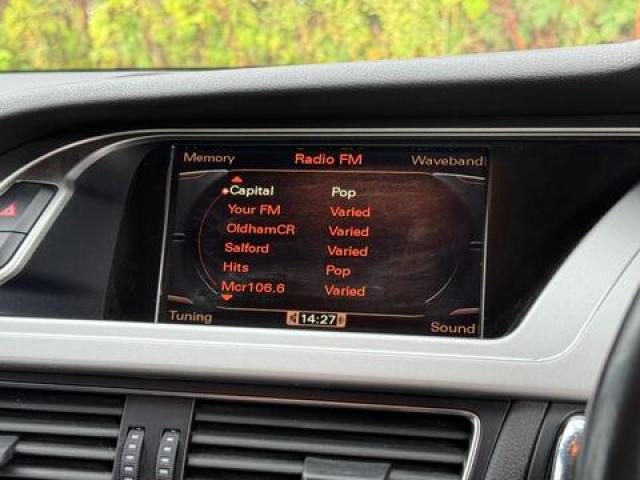 Memory Radio FM Waveband
Capital Pop
Your FM Varied
OldhamCR Varied
Salford Varied
Hits Pop
Mcr106.6 Varied
Tuning 14:27 Sound